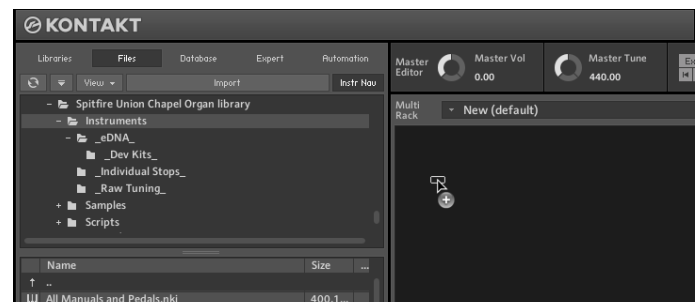 KONTAKT
Libraries Files Database Expert Automation
View Import Instr Nav
Master Editor Master Vol 0.00 Master Tune 440.00
Multi Rack New (default)
- Spitfire Union Chapel Organ library
- Instruments
- _eDNA_
_Dev Kits_
_Individual Stops_
_Raw Tuning_
+ Samples
+ Scripts
Name Size ...
↑ ..
All Manuals and Pedals.nki 400.1...